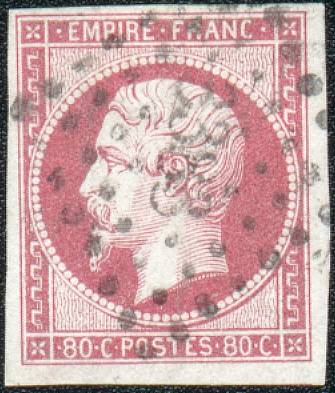 · EMPIRE · FRANC ·
80 · C · POSTES · 80 · C ·